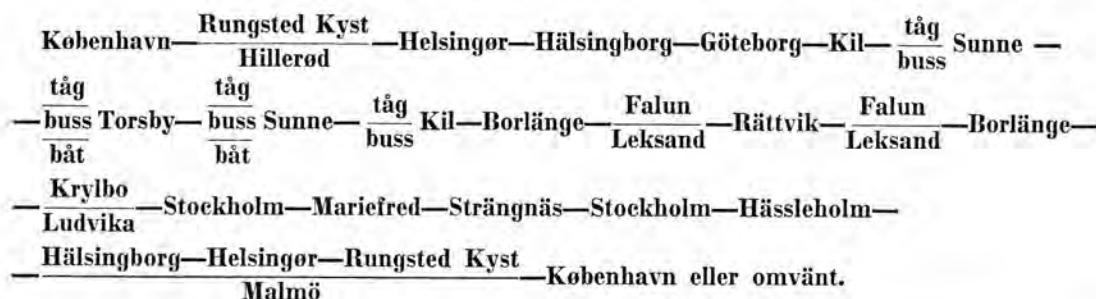 Rungsted Kyst
København—Hillerød—Helsingør—Hälsingborg—Göteborg—Kil—tåg
buss Sunne —
tåg tåg
—buss Torsby—buss Sunne—tåg
buss Kil—Borlänge—Falun
Leksand—Rättvik—Falun
Leksand—Borlänge—
båt båt
—Krylbo
Ludvika—Stockholm—Mariefred—Strängnäs—Stockholm—Hässleholm—
—Hälsingborg—Helsingør—Rungsted Kyst
Malmö—København eller omvänt.